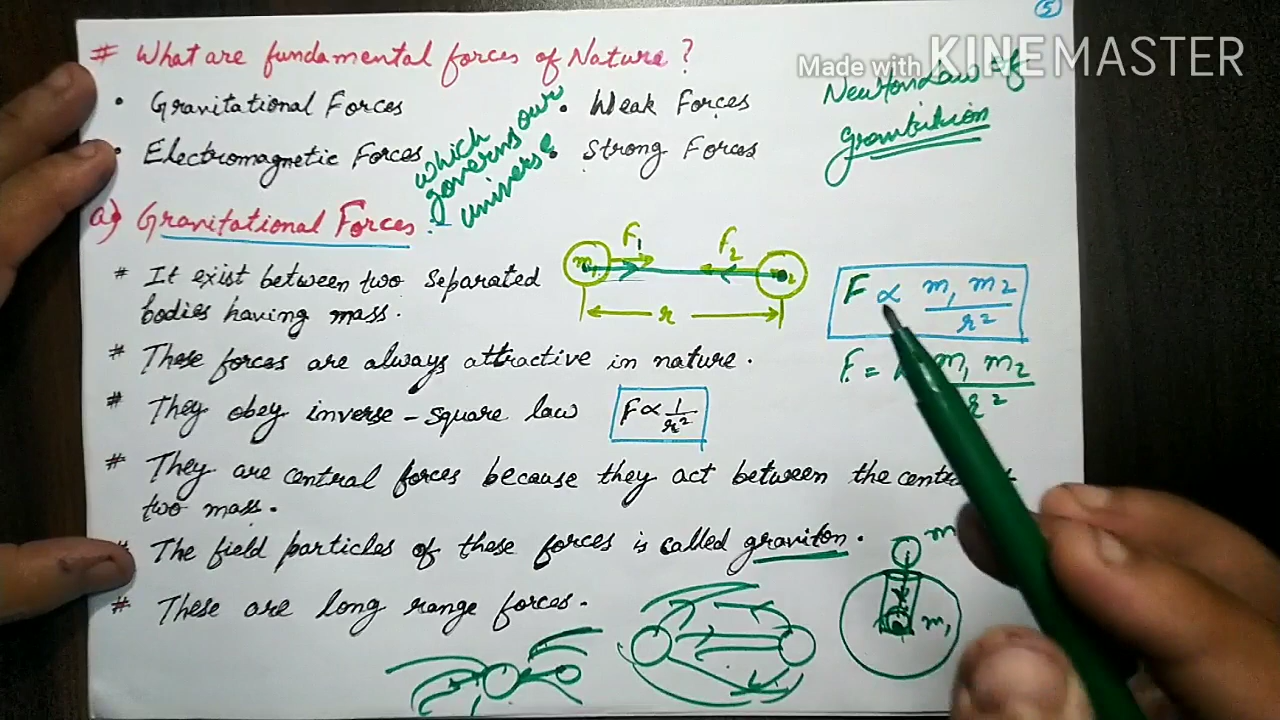 5
Made with KINEMASTER
# What are fundamental forces of Nature ?
• Gravitational Forces
• Weak Forces
• Electromagnetic Forces
• Strong Forces
which
governs our
universe
Newton Law of
a) Gravitational Forces :-
# It exist between two separated
bodies having mass.
F1 F2
m1
r
F ∝ m1 m2 / r2
F = m1 m2 / r2
# These forces are always attractive in nature.
# They obey inverse - square law
F ∝ 1/r2
# They are central forces because they act between the
two mass.
# The field particles of these forces is called graviton.
# These are long range forces.
m
m1